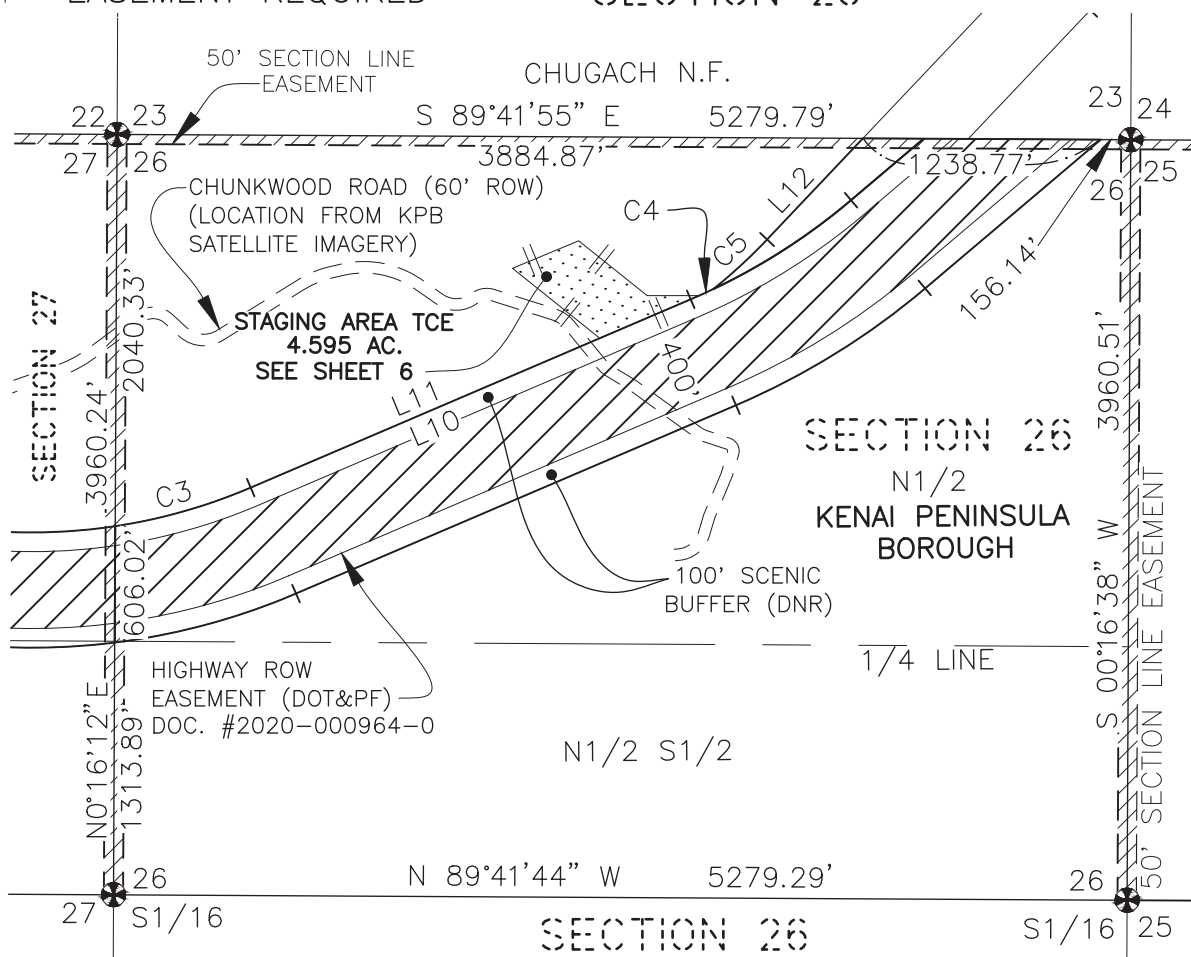 EASEMENT REQUIRED
50' SECTION LINE
EASEMENT
CHUGACH N.F.
S 89°41'55" E 5279.79'
3884.87'
1238.77'
22 23
27 26
23 24
26 25
CHUNKWOOD ROAD (60' ROW)
(LOCATION FROM KPB
SATELLITE IMAGERY)
C4
C5
L12
156.14'
SECTION 27
3960.24'
2040.33'
STAGING AREA TCE
4.595 AC.
SEE SHEET 6
L11
L10
400'
C3
606.02'
SECTION 26
N1/2
KENAI PENINSULA
BOROUGH
3960.51'
S 00°16'38" W
50' SECTION LINE EASEMENT
100' SCENIC
BUFFER (DNR)
1/4 LINE
HIGHWAY ROW
EASEMENT (DOT&PF)
DOC. #2020-000964-0
N0°16'12" E
1313.89'
N1/2 S1/2
N 89°41'44" W 5279.29'
26
27 S1/16
26
S1/16 25
SECTION 26